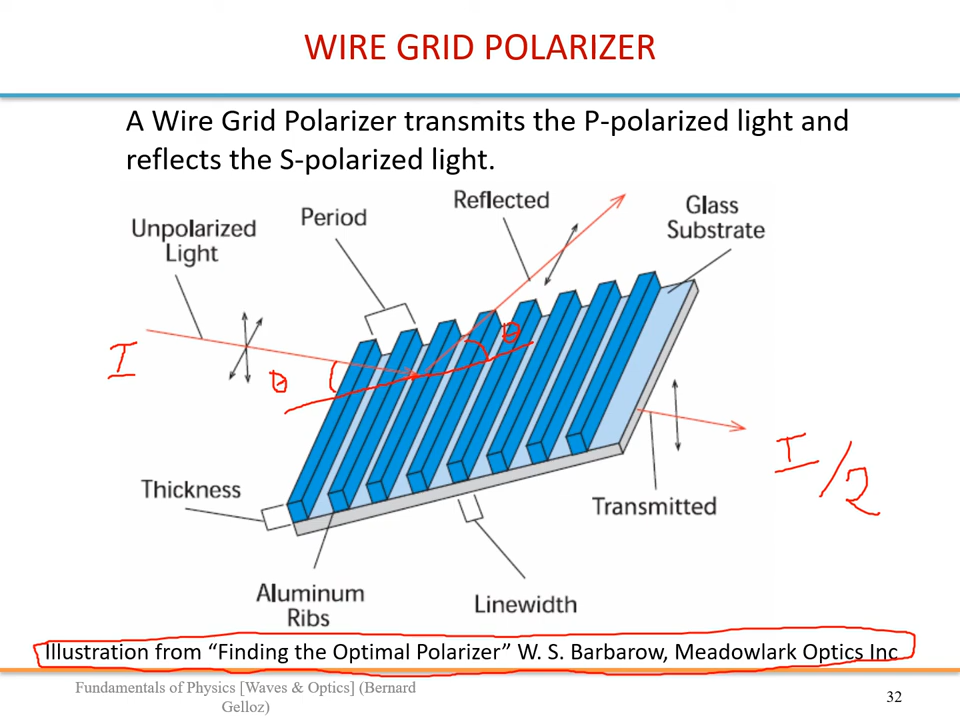 WIRE GRID POLARIZER
A Wire Grid Polarizer transmits the P-polarized light and
reflects the S-polarized light.
Reflected
Glass
Substrate
Period
Unpolarized
Light
θ
I
θ
I/2
Thickness
Transmitted
Aluminum
Ribs
Linewidth
Illustration from “Finding the Optimal Polarizer” W. S. Barbarow, Meadowlark Optics Inc
Fundamentals of Physics [Waves & Optics] (Bernard
Gelloz)
32